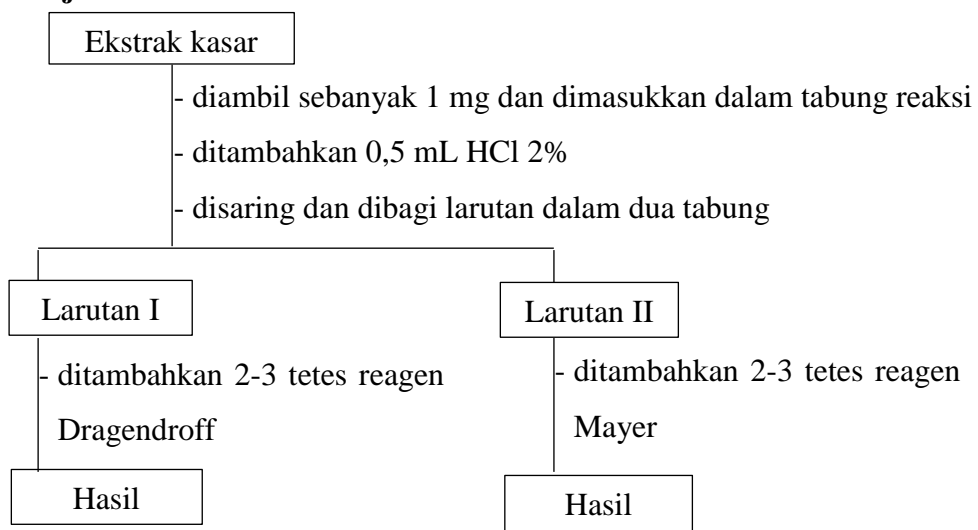 Ekstrak kasar
- diambil sebanyak 1 mg dan dimasukkan dalam tabung reaksi
- ditambahkan 0,5 mL HCl 2%
- disaring dan dibagi larutan dalam dua tabung
Larutan I
- ditambahkan 2-3 tetes reagen
Dragendroff
Hasil
Larutan II
- ditambahkan 2-3 tetes reagen
Mayer
Hasil